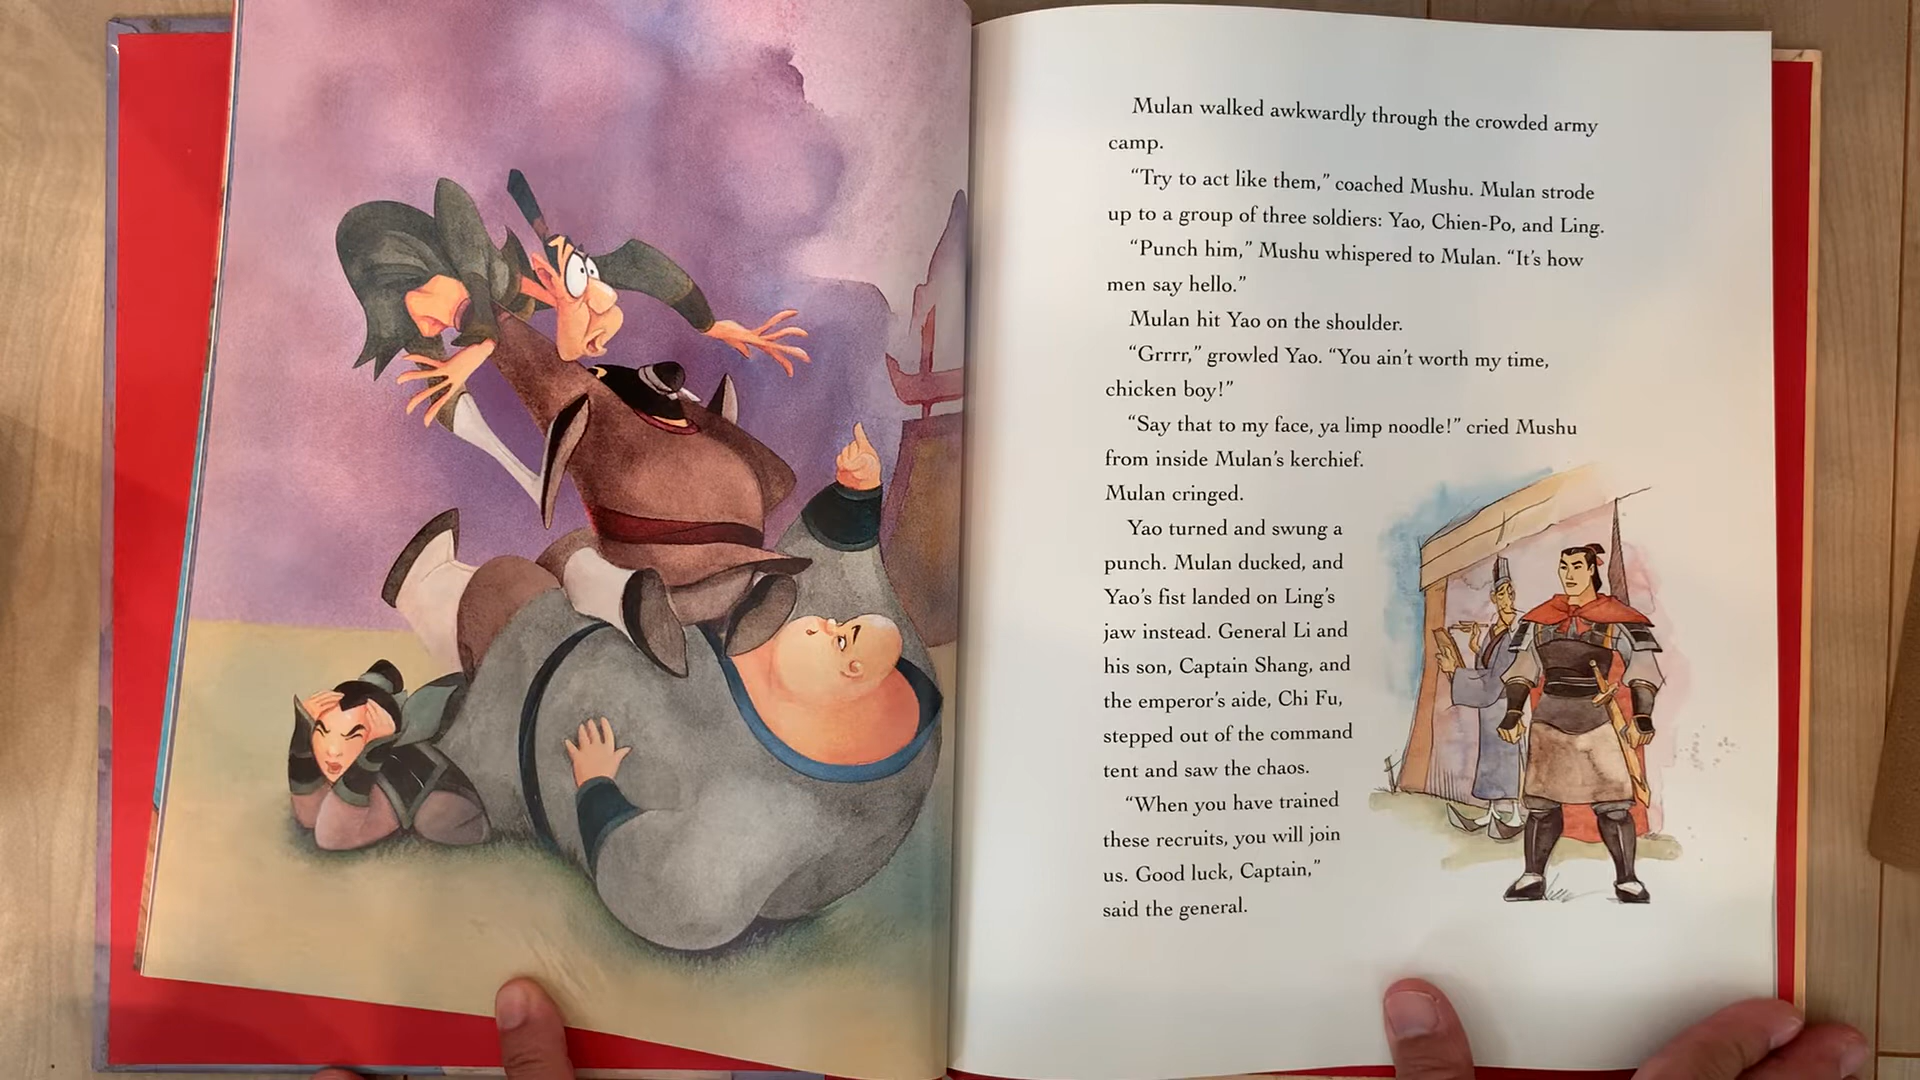 Mulan walked awkwardly through the crowded army
camp.
“Try to act like them,” coached Mushu. Mulan strode
up to a group of three soldiers: Yao, Chien-Po, and Ling.
“Punch him,” Mushu whispered to Mulan. “It’s how
men say hello.”
Mulan hit Yao on the shoulder.
“Grrrr,” growled Yao. “You ain’t worth my time,
chicken boy!”
“Say that to my face, ya limp noodle!” cried Mushu
from inside Mulan’s kerchief.
Mulan cringed.
Yao turned and swung a
punch. Mulan ducked, and
Yao’s fist landed on Ling’s
jaw instead. General Li and
his son, Captain Shang, and
the emperor’s aide, Chi Fu,
stepped out of the command
tent and saw the chaos.
“When you have trained
these recruits, you will join
us. Good luck, Captain,”
said the general.